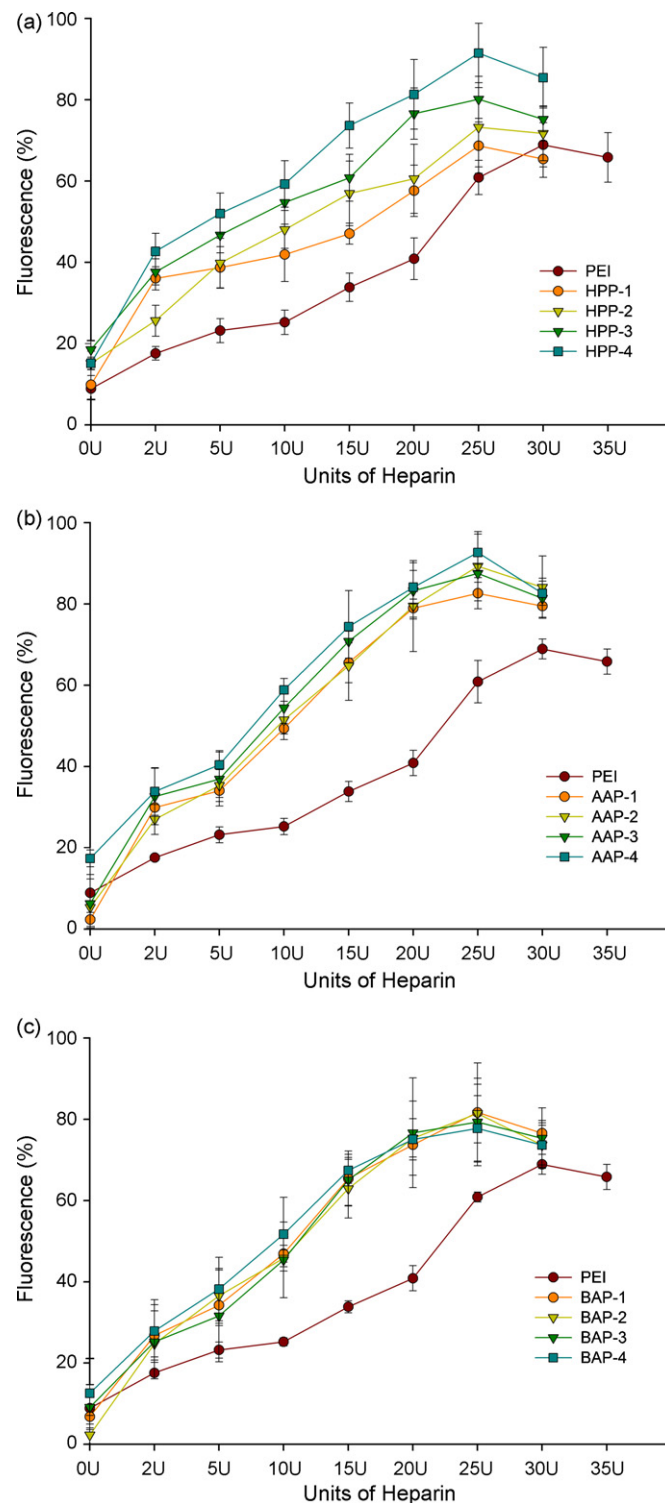 (a)
100
80
60
40
20
0
Fluorescence (%)
PEI
HPP-1
HPP-2
HPP-3
HPP-4
0U 2U 5U 10U 15U 20U 25U 30U 35U
Units of Heparin
(b)
100
80
60
40
20
0
Fluorescence (%)
PEI
AAP-1
AAP-2
AAP-3
AAP-4
0U 2U 5U 10U 15U 20U 25U 30U 35U
Units of Heparin
(c)
100
80
60
40
20
0
Fluorescence (%)
PEI
BAP-1
BAP-2
BAP-3
BAP-4
0U 2U 5U 10U 15U 20U 25U 30U 35U
Units of Heparin